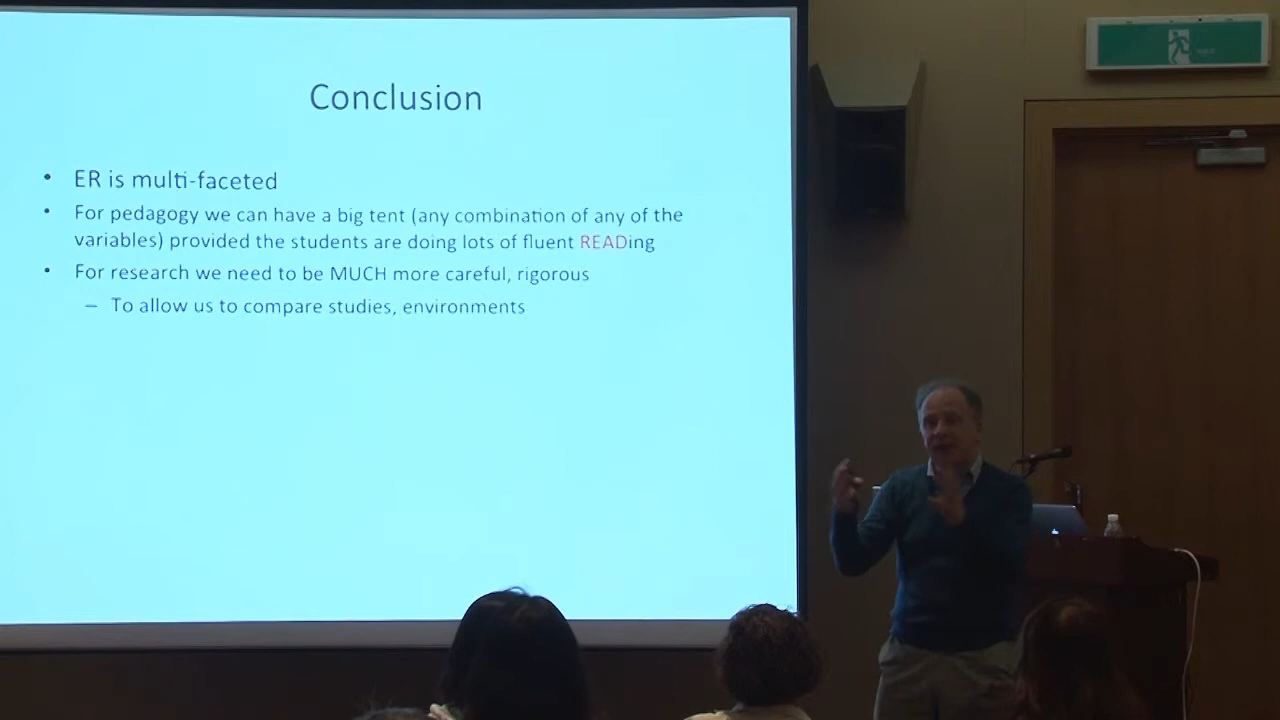 Conclusion
• ER is multi-faceted
• For pedagogy we can have a big tent (any combination of any of the
variables) provided the students are doing lots of fluent READing
• For research we need to be MUCH more careful, rigorous
– To allow us to compare studies, environments